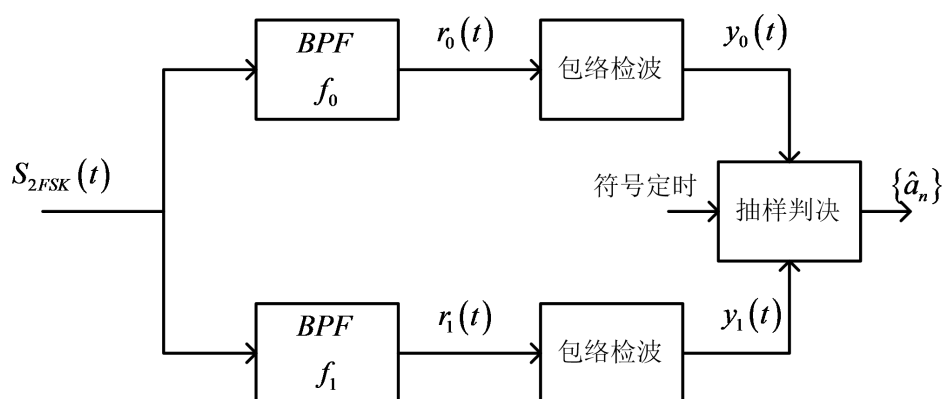 BPF
f₀
r₀(t)
包络检波
y₀(t)
S₂FSK(t)
符号定时
抽样判决
{âₙ}
BPF
f₁
r₁(t)
包络检波
y₁(t)